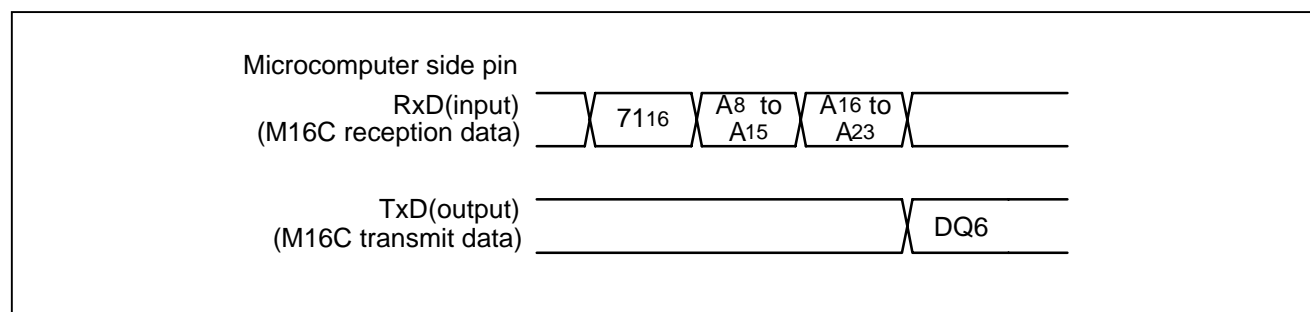 Microcomputer side pin
RxD(input)
(M16C reception data)
7116
A8 to
A15
A16 to
A23
TxD(output)
(M16C transmit data)
DQ6